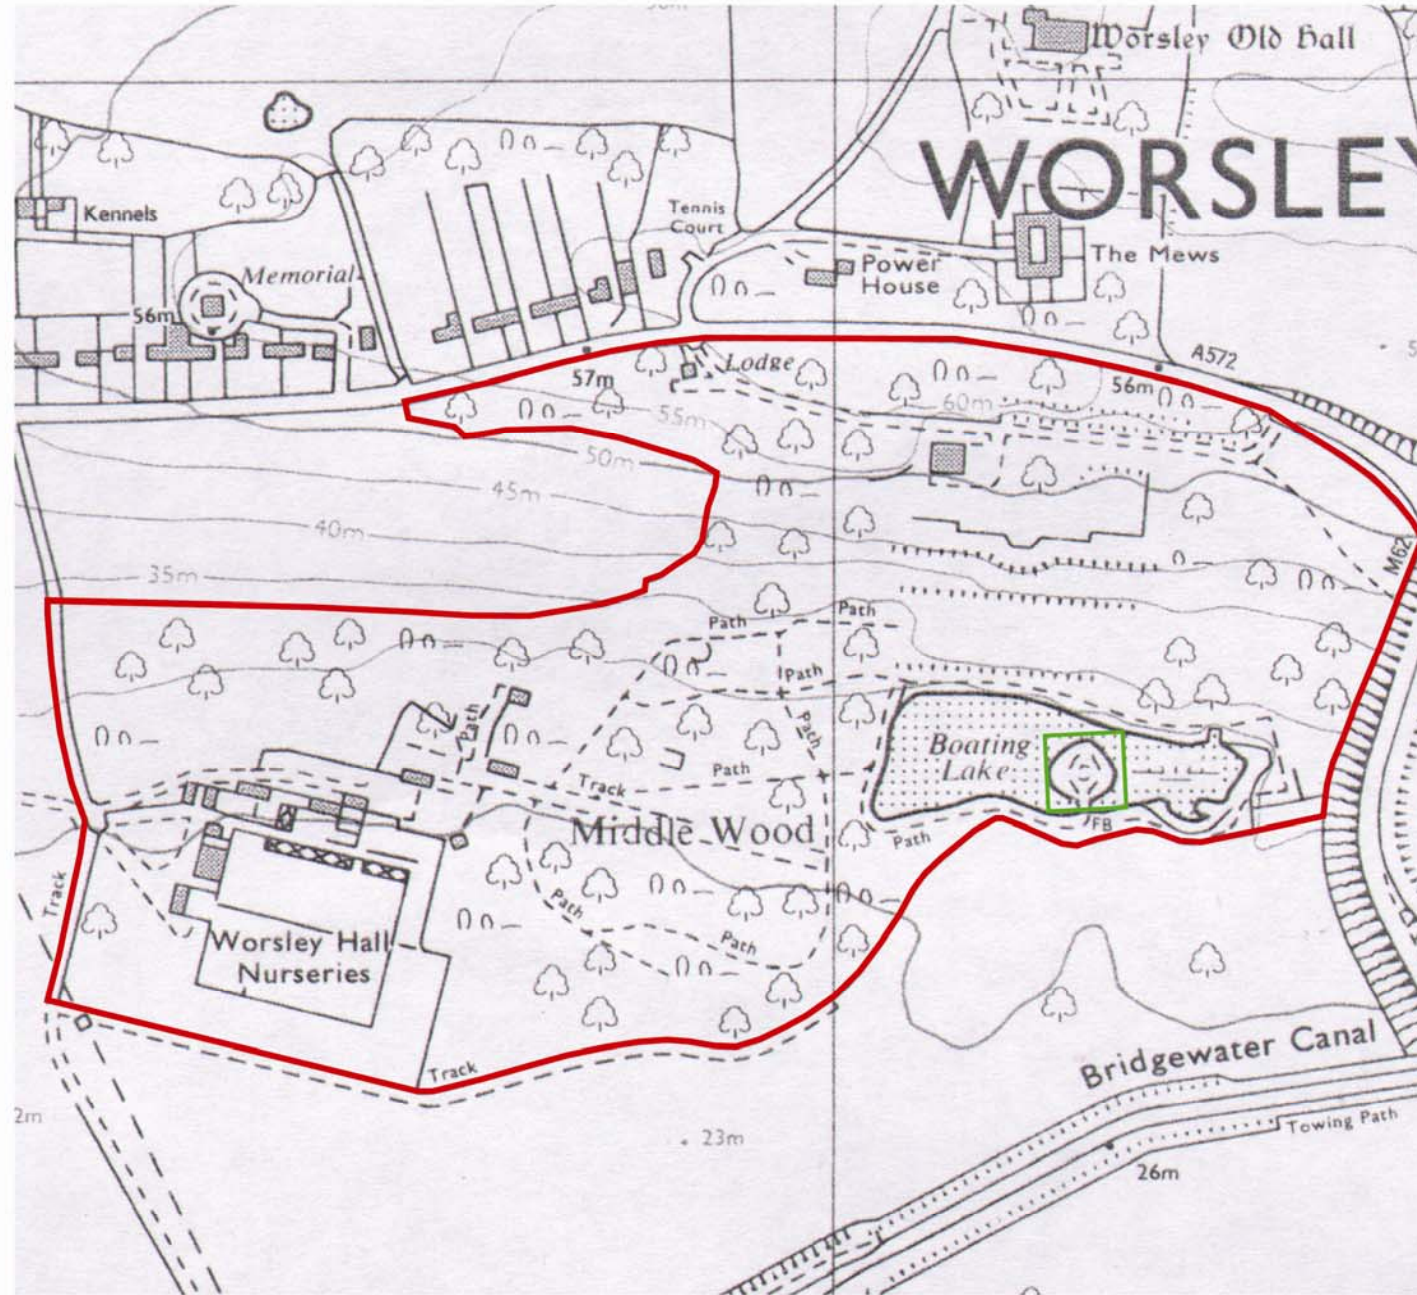 Worsley Old Hall
WORSLEY
Kennels
Tennis
Court
Memorial
Power
House
The Mews
56m
Lodge
A572
57m
56m
55m
60m
50m
45m
40m
M62
35m
Path
Path
Path
Path
Path
Boating
Lake
Path
Track
Middle Wood
FB
Path
Track
Path
Path
Worsley Hall
Nurseries
Bridgewater Canal
Track
2m
23m
Towing Path
26m